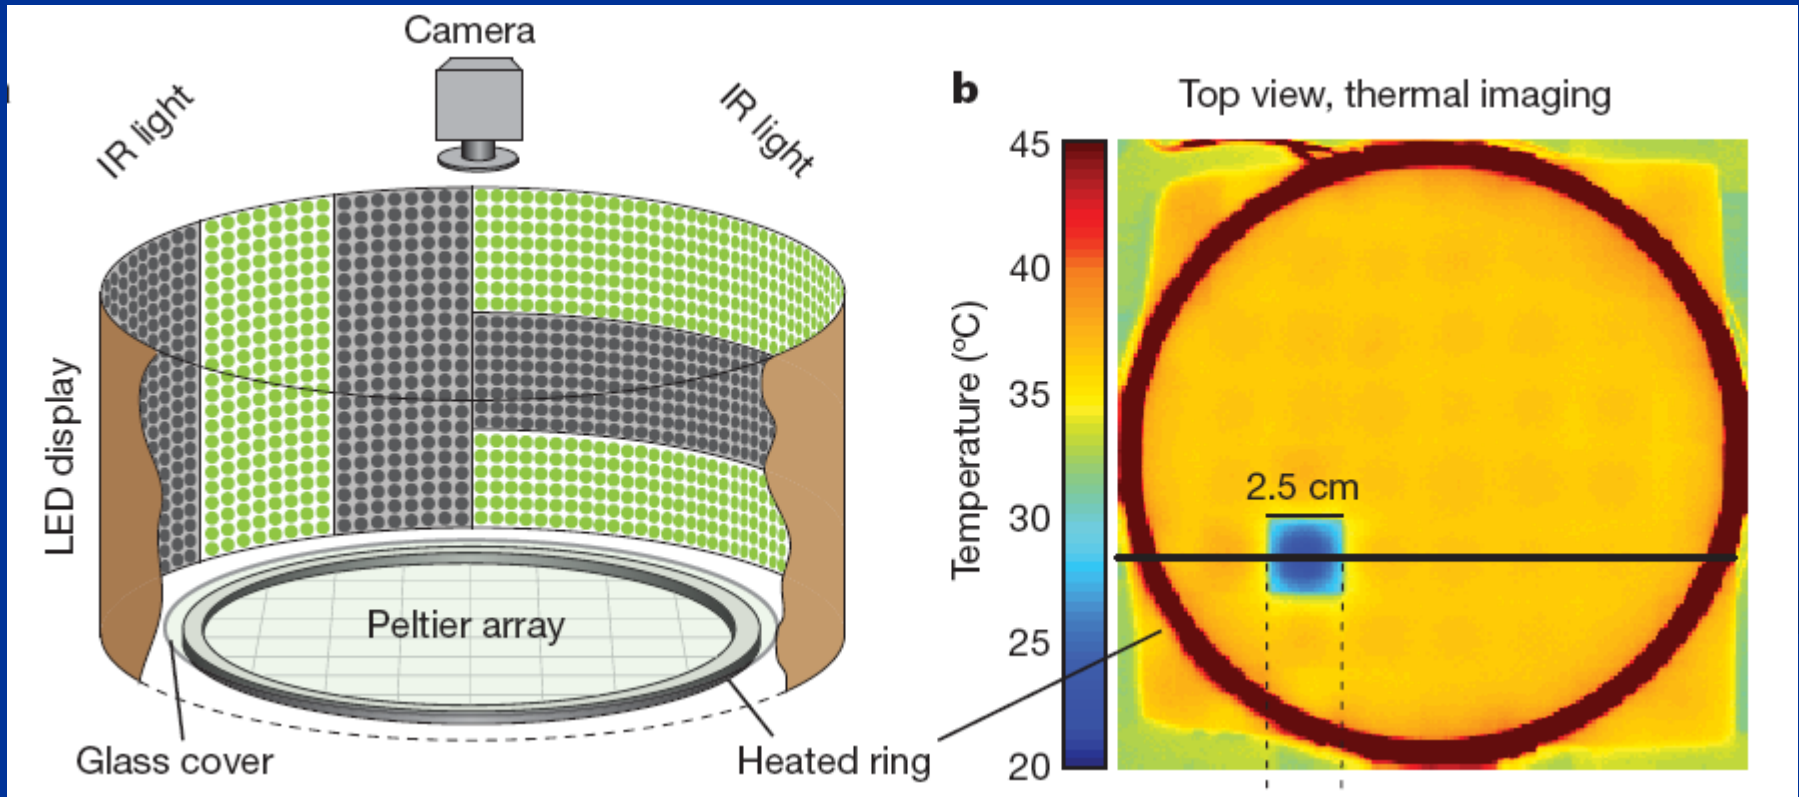 Camera
IR light
IR light
LED display
Peltier array
Glass cover
Heated ring
b
Top view, thermal imaging
Temperature (°C)
45
40
35
30
25
20
2.5 cm